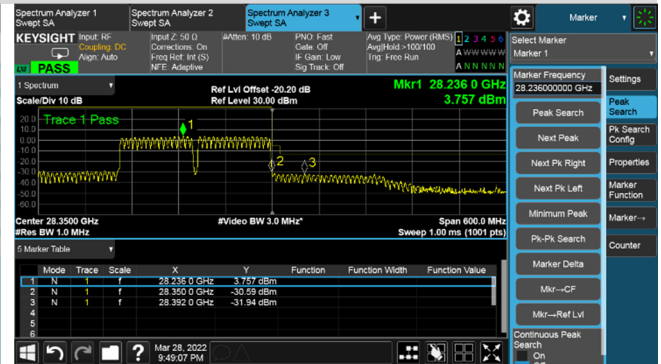 Spectrum Analyzer 1
Swept SA
Spectrum Analyzer 2
Swept SA
Spectrum Analyzer 3
Swept SA
Marker
KEYSIGHT
Input: RF
Coupling: DC
Align: Auto
Input Z: 50 Ω
Corrections: On
Freq Ref: Int (S)
NFE: Adaptive
#Atten: 10 dB
PNO: Fast
Gate: Off
IF Gain: Low
Sig Track: Off
Avg Type: Power (RMS)
Avg|Hold >100/100
Trig: Free Run
1 2 3 4 5 6
A W W W W W
A N N N N N
PASS
Select Marker
Marker 1
1 Spectrum
Scale/Div 10 dB
Ref Lvl Offset -20.20 dB
Ref Level 30.00 dBm
Mkr1 28.236 0 GHz
3.757 dBm
Trace 1 Pass
20.0
10.0
0.00
-10.0
-20.0
-30.0
-40.0
-50.0
-60.0
1
2
3
Center 28.3500 GHz
#Res BW 1.0 MHz
#Video BW 3.0 MHz*
Span 600.0 MHz
Sweep 1.00 ms (1001 pts)
5 Marker Table
Mode Trace Scale X Y Function Function Width Function Value
1 N 1 f 28.236 0 GHz 3.757 dBm
2 N 1 f 28.350 0 GHz -30.59 dBm
3 N 1 f 28.392 0 GHz -31.94 dBm
4
5
6
Marker Frequency
28.236000000 GHz
Peak Search
Next Peak
Next Pk Right
Next Pk Left
Minimum Peak
Pk-Pk Search
Marker Delta
Mkr→CF
Mkr→Ref Lvl
Continuous Peak
Search
On
Settings
Peak
Search
Pk Search
Config
Properties
Marker
Function
Marker→
Counter
?
Mar 28, 2022
9:49:07 PM